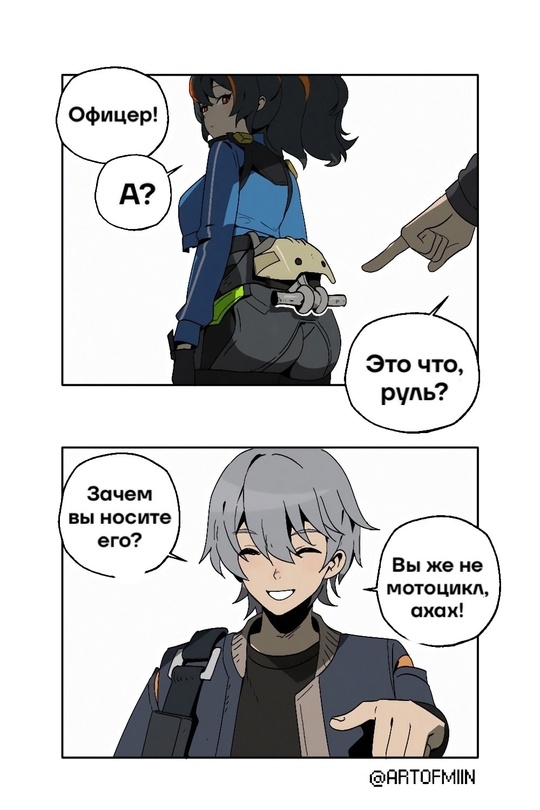 Офицер!
А?
Это что,
руль?
Зачем
вы носите
его?
Вы же не
мотоцикл,
ахах!
@ARTOFMIIN